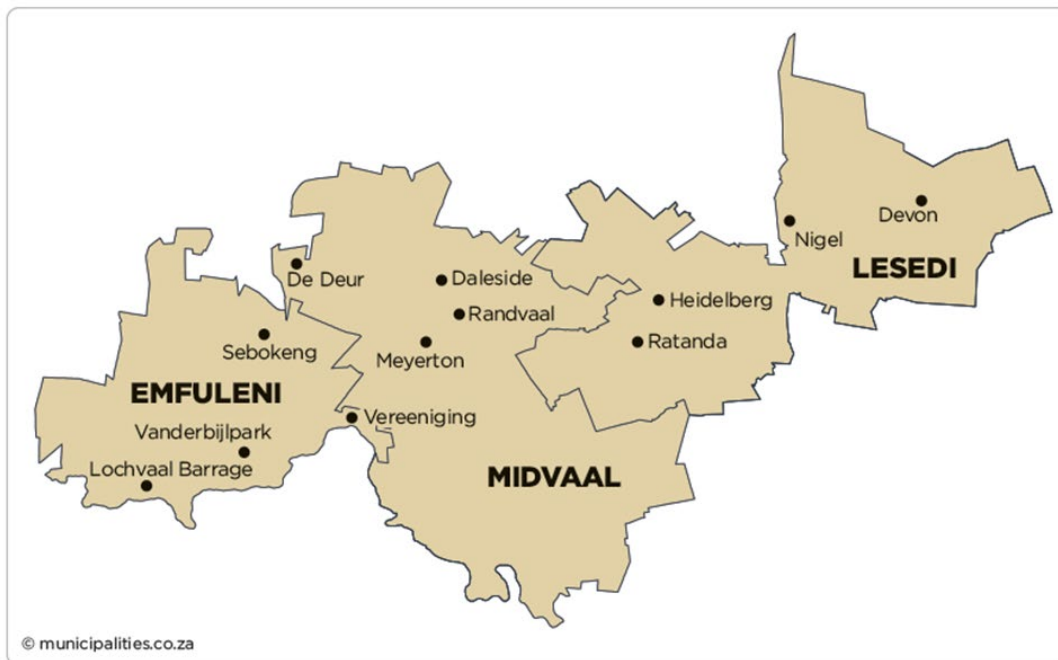 Devon
Nigel
LESEDI
De Deur
Daleside
Heidelberg
Randvaal
Ratanda
Sebokeng
Meyerton
EMFULENI
Vereeniging
Vanderbijlpark
Lochvaal Barrage
MIDVAAL
© municipalities.co.za